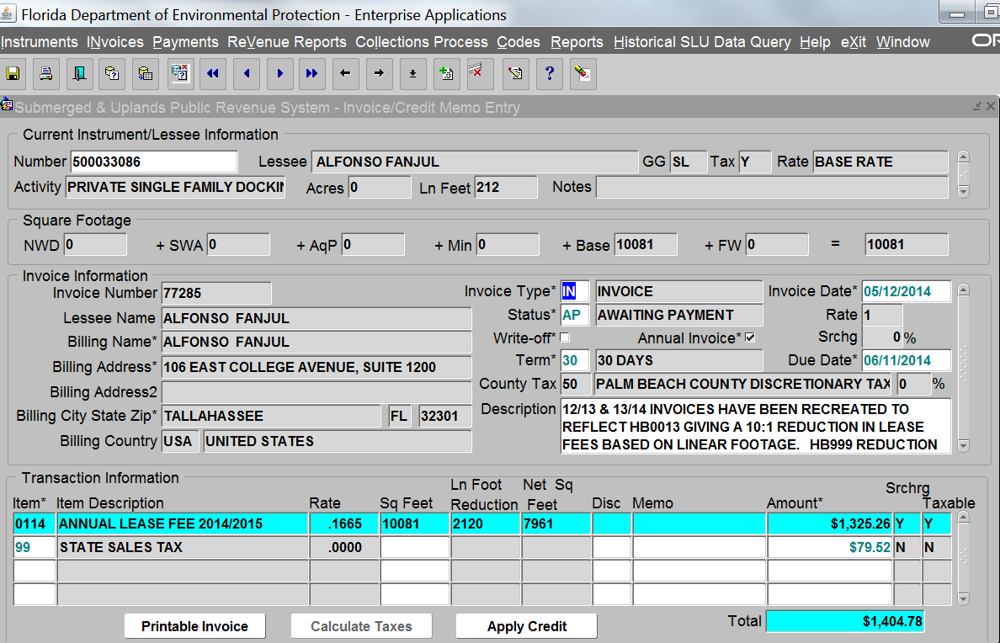 Florida Department of Environmental Protection - Enterprise Applications
Instruments INvoices Payments ReVenue Reports Collections Process Codes Reports Historical SLU Data Query Help eXit Window
Submerged & Uplands Public Revenue System - Invoice/Credit Memo Entry
Current Instrument/Lessee Information
Number 500033086 Lessee ALFONSO FANJUL GG SL Tax Y Rate BASE RATE
Activity PRIVATE SINGLE FAMILY DOCKIN Acres 0 Ln Feet 212 Notes
Square Footage
NWD 0 + SWA 0 + AqP 0 + Min 0 + Base 10081 + FW 0 = 10081
Invoice Information
Invoice Number 77285 Invoice Type* IN INVOICE Invoice Date* 05/12/2014
Lessee Name ALFONSO FANJUL Status* AP AWAITING PAYMENT Rate 1
Billing Name* ALFONSO FANJUL Write-off* Annual Invoice* Srchg 0 %
Billing Address* 106 EAST COLLEGE AVENUE, SUITE 1200 Term* 30 30 DAYS Due Date* 06/11/2014
Billing Address2 County Tax 50 PALM BEACH COUNTY DISCRETIONARY TAX 0 %
Billing City State Zip* TALLAHASSEE FL 32301 Description 12/13 & 13/14 INVOICES HAVE BEEN RECREATED TO
REFLECT HB0013 GIVING A 10:1 REDUCTION IN LEASE
Billing Country USA UNITED STATES FEES BASED ON LINEAR FOOTAGE. HB999 REDUCTION
Transaction Information
Item* Item Description Rate Sq Feet Ln Foot Reduction Net Sq Feet Disc Memo Amount* Srchrg Taxable
0114 ANNUAL LEASE FEE 2014/2015 .1665 10081 2120 7961 $1,325.26 Y Y
99 STATE SALES TAX .0000 $79.52 N N
Printable Invoice Calculate Taxes Apply Credit Total $1,404.78